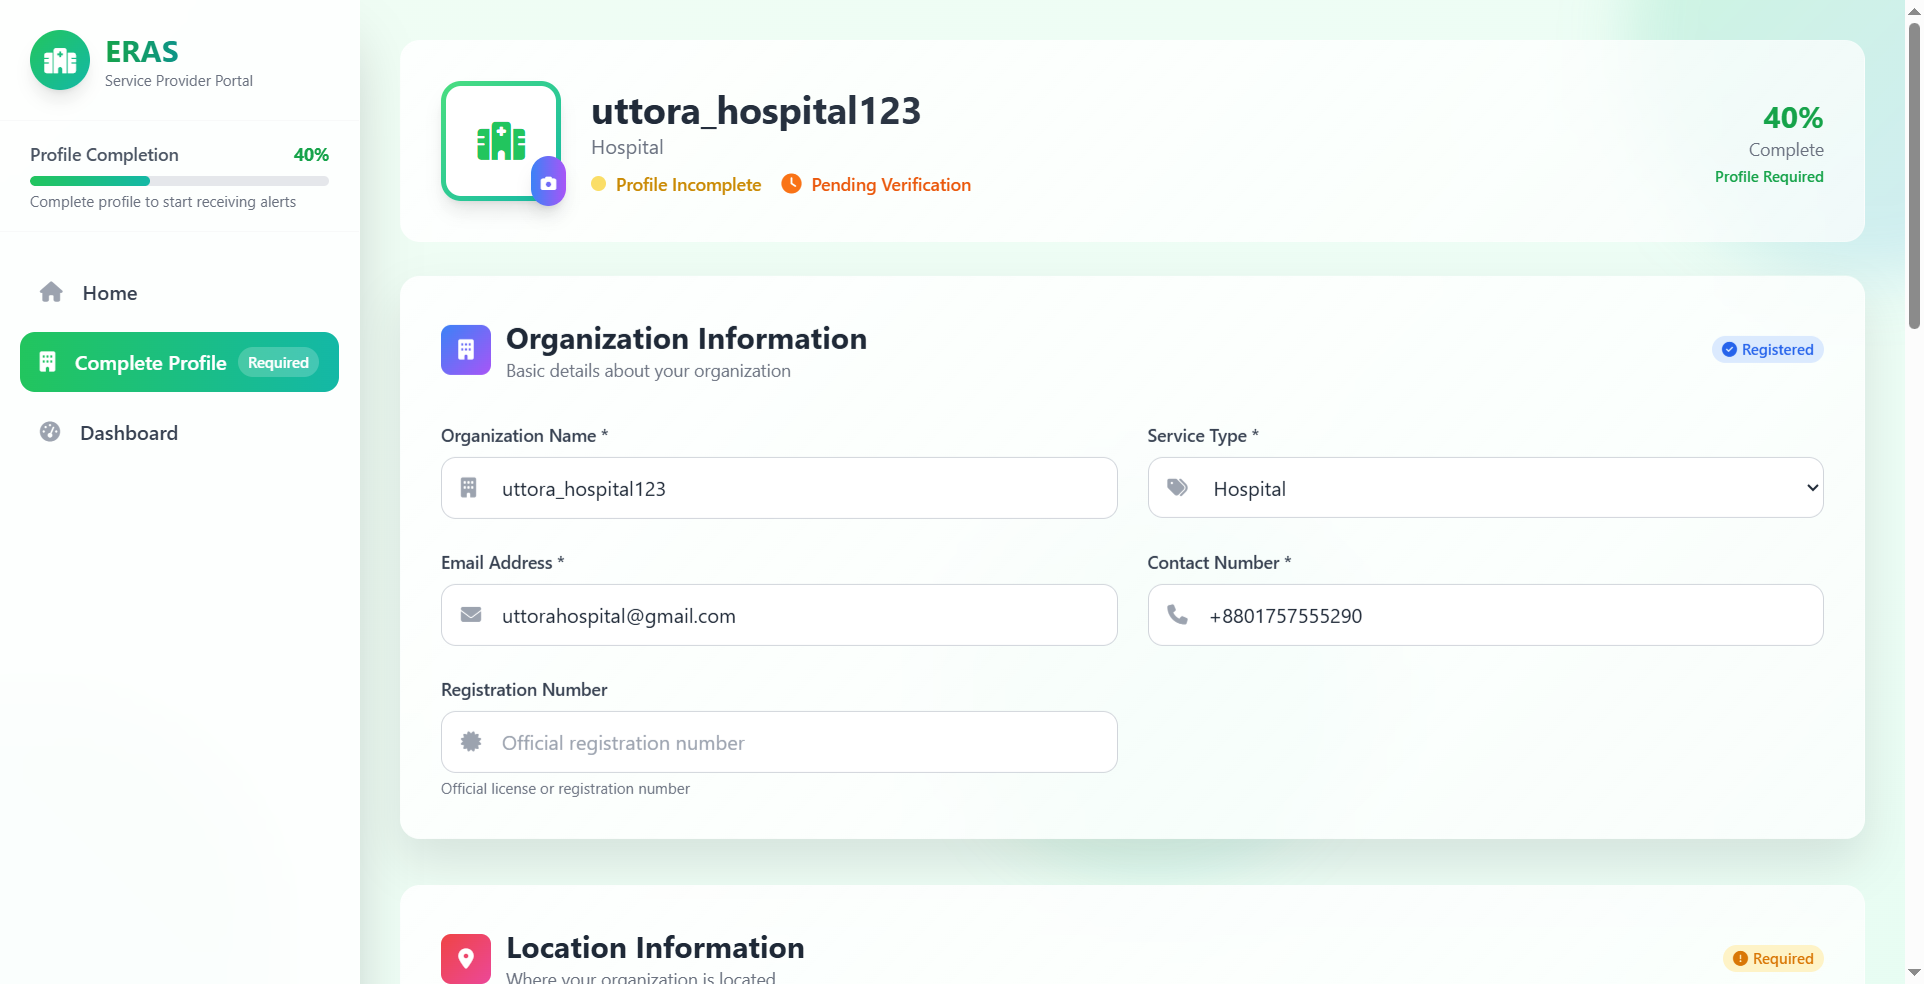 ERAS
Service Provider Portal
Profile Completion 40%
Complete profile to start receiving alerts
Home
Complete Profile Required
Dashboard
uttora_hospital123
Hospital
Profile Incomplete Pending Verification
40%
Complete
Profile Required
Organization Information
Basic details about your organization
Registered
Organization Name *
uttora_hospital123
Service Type *
Hospital
Email Address *
uttorahospital@gmail.com
Contact Number *
+8801757555290
Registration Number
Official registration number
Official license or registration number
Location Information
Where your organization is located
Required